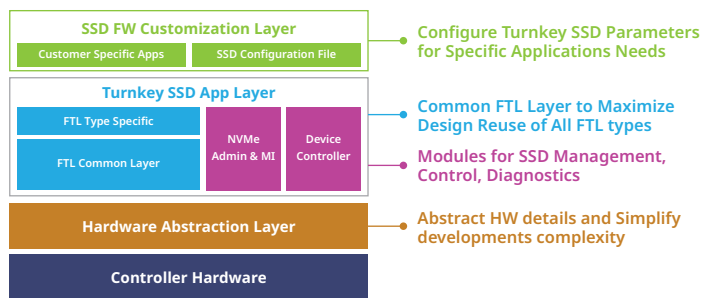 SSD FW Customization Layer
Customer Specific Apps
SSD Configuration File
Configure Turnkey SSD Parameters
for Specific Applications Needs
Turnkey SSD App Layer
FTL Type Specific
FTL Common Layer
NVMe
Admin & MI
Device
Controller
Common FTL Layer to Maximize
Design Reuse of All FTL types
Modules for SSD Management,
Control, Diagnostics
Hardware Abstraction Layer
Abstract HW details and Simplify
developments complexity
Controller Hardware